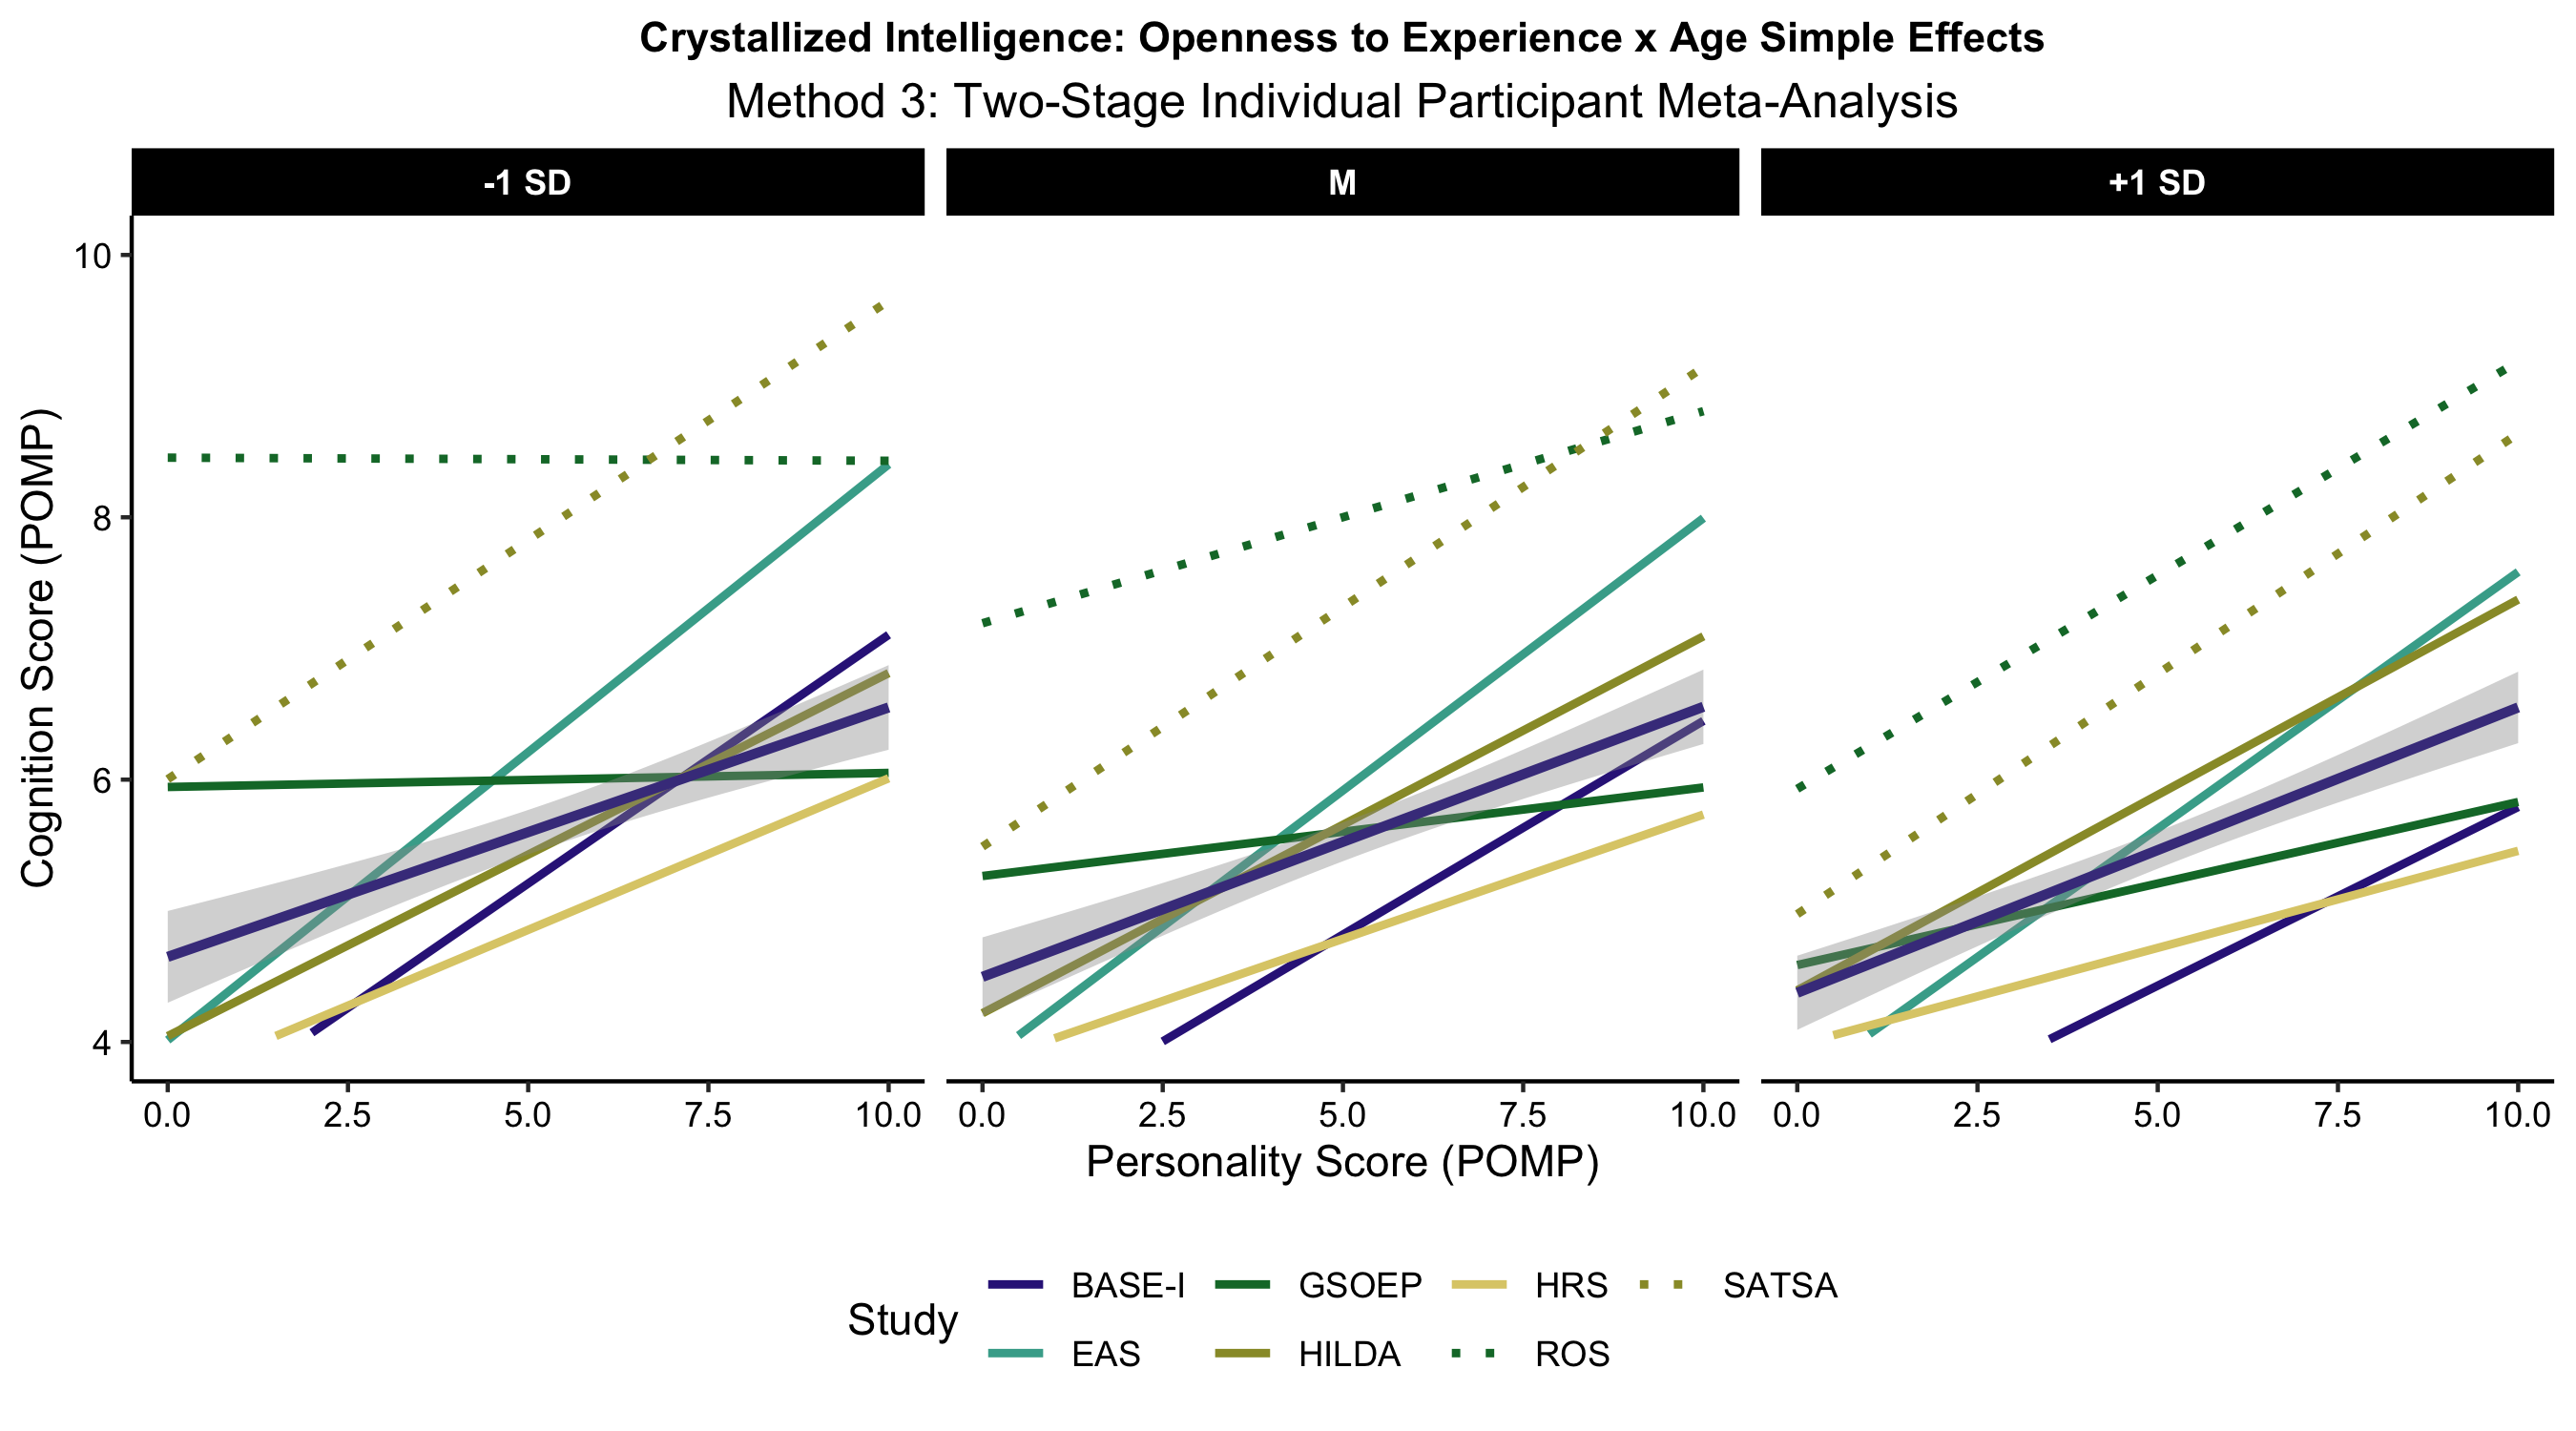 Crystallized Intelligence: Openness to Experience x Age Simple Effects
Method 3: Two-Stage Individual Participant Meta-Analysis
-1 SD M +1 SD
Cognition Score (POMP)
10
8
6
4
0.0 2.5 5.0 7.5 10.0 0.0 2.5 5.0 7.5 10.0 0.0 2.5 5.0 7.5 10.0
Personality Score (POMP)
Study
BASE-I GSOEP HRS SATSA
EAS HILDA ROS